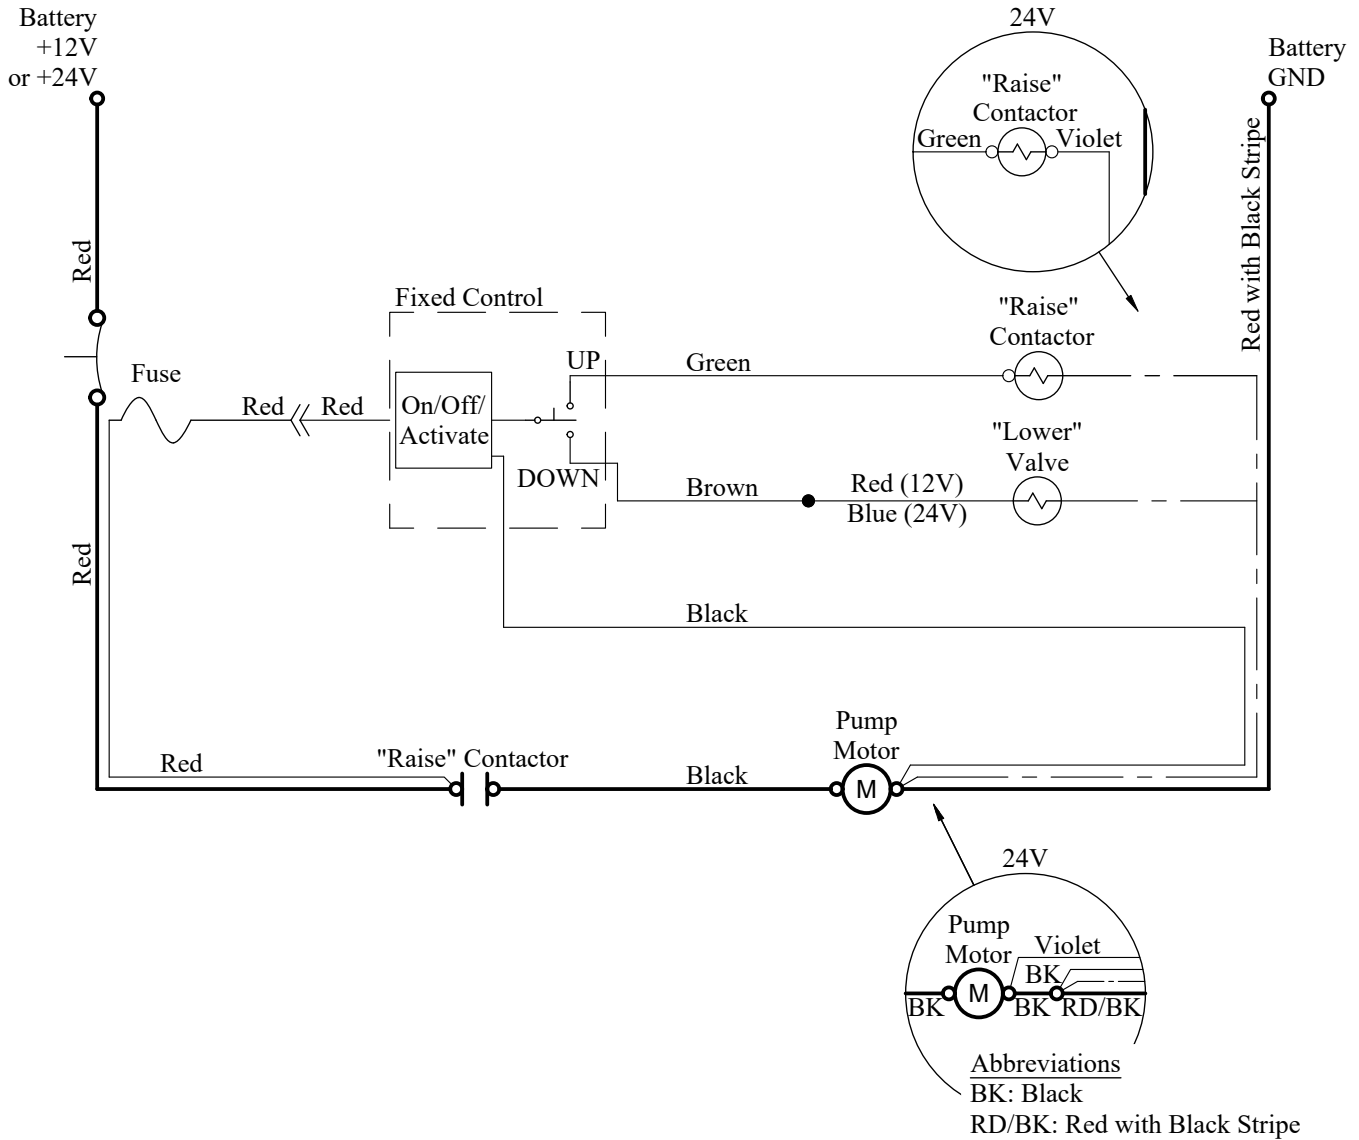 Battery
+12V
or +24V
24V
Battery
GND
"Raise"
Contactor
Green
Violet
Red with Black Stripe
Red
Fixed Control
"Raise"
Contactor
UP
Green
Fuse
Red
Red
On/Off/
Activate
DOWN
"Lower"
Valve
Brown
Red (12V)
Blue (24V)
Red
Black
Pump
Motor
Red
"Raise" Contactor
Black
M
24V
Pump
Motor
Violet
BK
M
BK
BK
RD/BK
Abbreviations
BK: Black
RD/BK: Red with Black Stripe